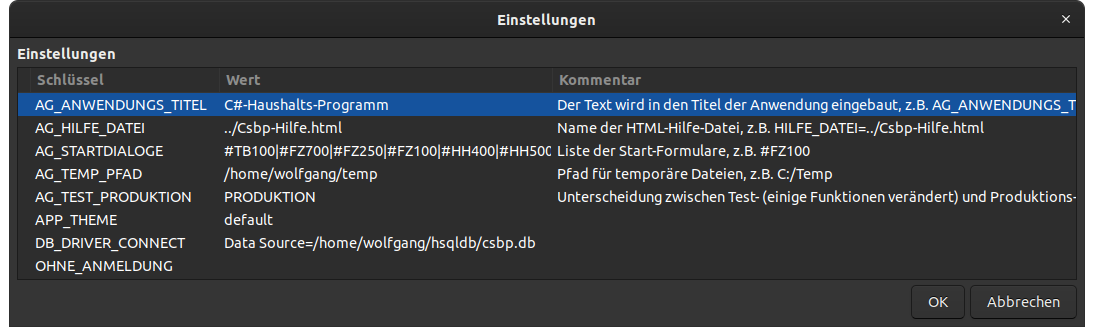 Einstellungen ×
Einstellungen
Schlüssel Wert Kommentar
AG_ANWENDUNGS_TITEL C#-Haushalts-Programm Der Text wird in den Titel der Anwendung eingebaut, z.B. AG_ANWENDUNGS_T
AG_HILFE_DATEI ../Csbp-Hilfe.html Name der HTML-Hilfe-Datei, z.B. HILFE_DATEI=../Csbp-Hilfe.html
AG_STARTDIALOGE #TB100|#FZ700|#FZ250|#FZ100|#HH400|#HH500 Liste der Start-Formulare, z.B. #FZ100
AG_TEMP_PFAD /home/wolfgang/temp Pfad für temporäre Dateien, z.B. C:/Temp
AG_TEST_PRODUKTION PRODUKTION Unterscheidung zwischen Test- (einige Funktionen verändert) und Produktions-
APP_THEME default
DB_DRIVER_CONNECT Data Source=/home/wolfgang/hsqldb/csbp.db
OHNE_ANMELDUNG
OK Abbrechen